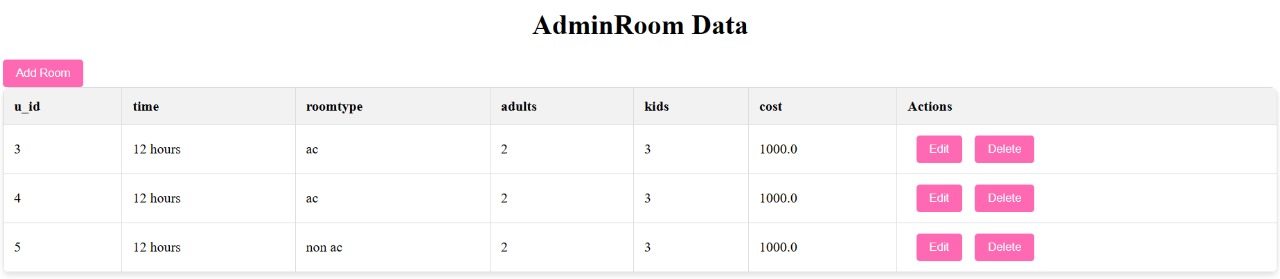 AdminRoom Data
Add Room
u_id time roomtype adults kids cost Actions
3 12 hours ac 2 3 1000.0 Edit Delete
4 12 hours ac 2 3 1000.0 Edit Delete
5 12 hours non ac 2 3 1000.0 Edit Delete